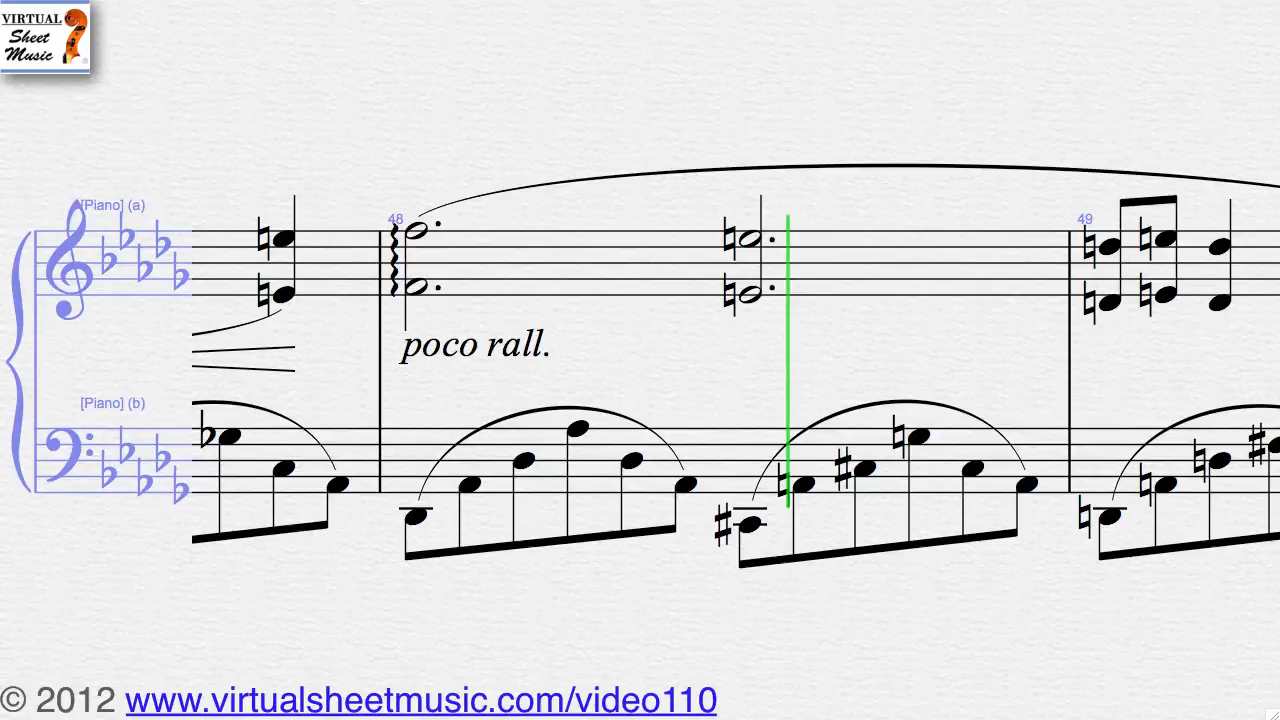 VIRTUAL
Sheet
Music
®
[Piano] (a)
48
49
poco rall.
[Piano] (b)
© 2012 www.virtualsheetmusic.com/video110